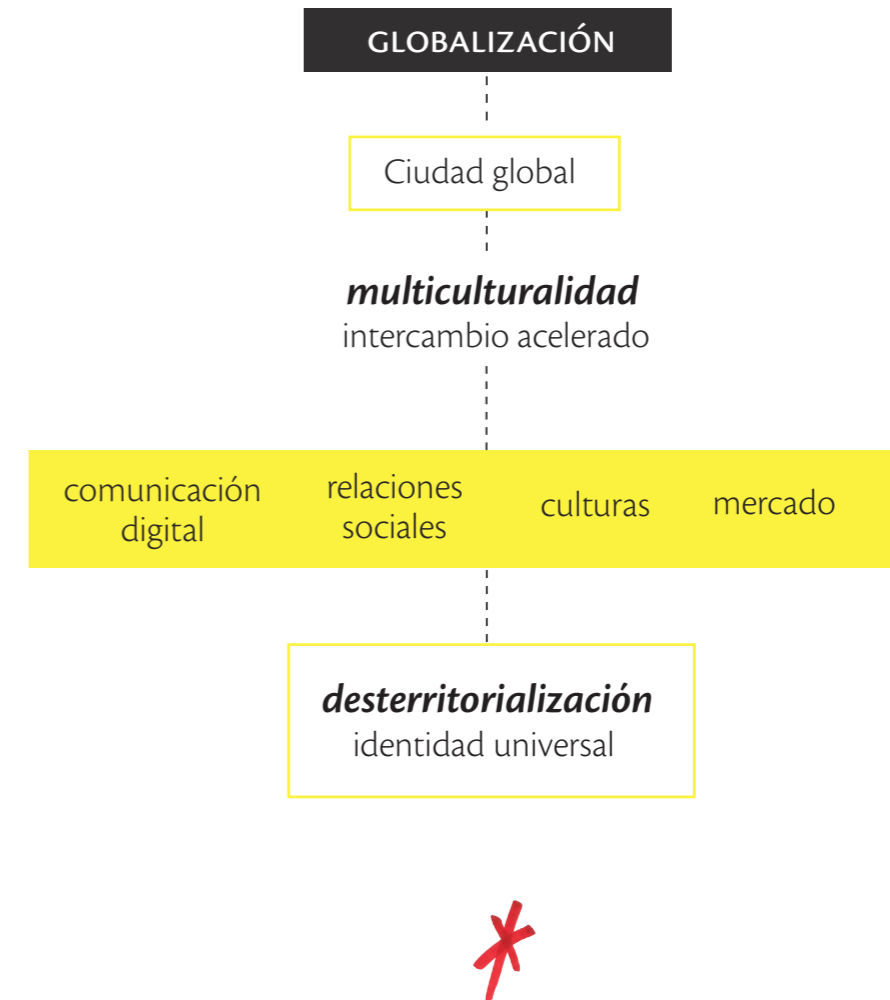 GLOBALIZACIÓN
Ciudad global
multiculturalidad
intercambio acelerado
comunicación
digital
relaciones
sociales
culturas
mercado
desterritorialización
identidad universal